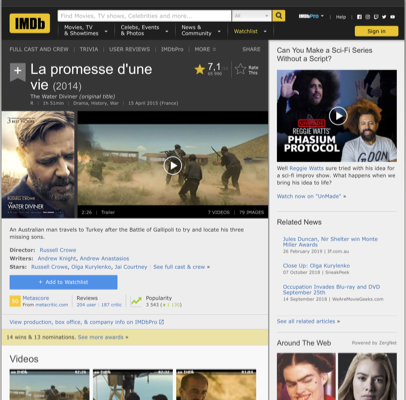 IMDb
Find Movies, TV shows, Celebrities and more...
All
IMDbPro
Help
Movies, TV & Showtimes
Celebs, Events & Photos
News & Community
Watchlist
Sign in
FULL CAST AND CREW | TRIVIA | USER REVIEWS | IMDbPro | MORE
SHARE
La promesse d'une vie (2014)
The Water Diviner (original title)
R | 1h 51min | Drama, History, War | 15 April 2015 (France)
7,1
Rate This
WATER DIVINER
2:26 | Trailer
7 VIDEOS | 79 IMAGES
An Australian man travels to Turkey after the Battle of Gallipoli to try and locate his three missing sons.
Director: Russell Crowe
Writers: Andrew Knight, Andrew Anastasios
Stars: Russell Crowe, Olga Kurylenko, Jai Courtney | See full cast & crew »
+ Add to Watchlist
Metascore
From metacritic.com
Reviews
204 user | 187 critic
Popularity
View production, box office, & company info on IMDbPro
14 wins & 13 nominations. See more awards »
Videos
Can You Make a Sci-Fi Series Without a Script?
REGGIE WATTS'
PHASIUM
PROTOCOL
Well Reggie Watts sure tried with his idea for a sci-fi improv show. What happens when we bring his idea to life?
Watch now on "UnMade" »
Related News
Jules Duncan, Nir Shelter win Monte Miller Awards
26 February 2019 | IF.com.au
Close Up: Olga Kurylenko
07 October 2018 | SneakPeek
Occupation Invades Blu-ray and DVD September 25th
14 September 2018 | WeAreMovieGeeks.com
See all related articles »
Around The Web
Powered by ZergNet